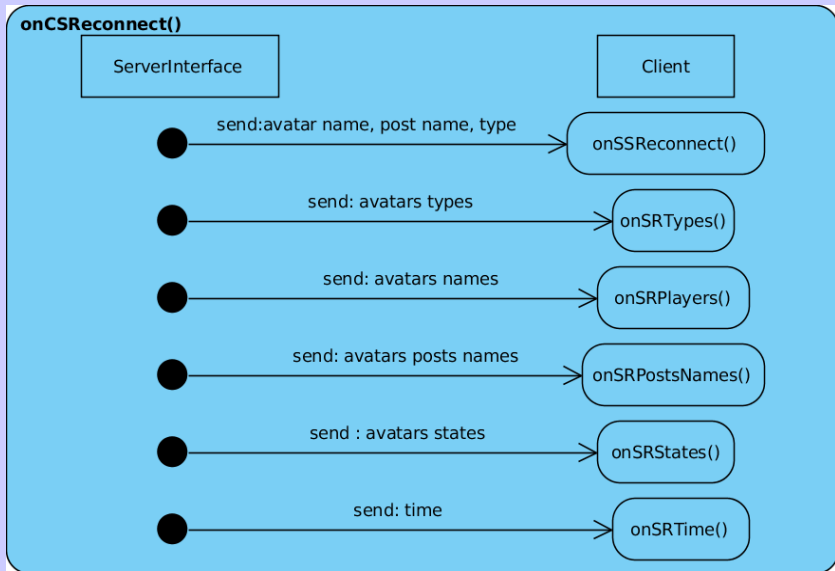 onCSReconnect()
ServerInterface
Client
send:avatar name, post name, type
onSSReconnect()
send: avatars types
onSRTypes()
send: avatars names
onSRPlayers()
send: avatars posts names
onSRPostsNames()
send : avatars states
onSRStates()
send: time
onSRTime()